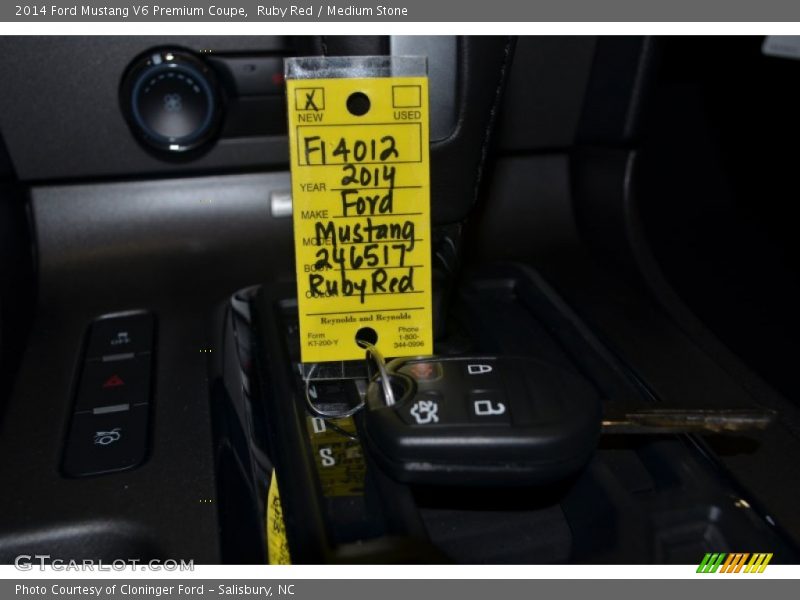 2014 Ford Mustang V6 Premium Coupe, Ruby Red / Medium Stone
X
NEW USED
F14012
YEAR 2014
MAKE Ford
MODEL Mustang
BODY 246517
COLOR Ruby Red
Reynolds and Reynolds
Form Phone
KT-200-Y 1-800-
344-0996
N
D
S
GTCARLOT.COM
Photo Courtesy of Cloninger Ford – Salisbury, NC